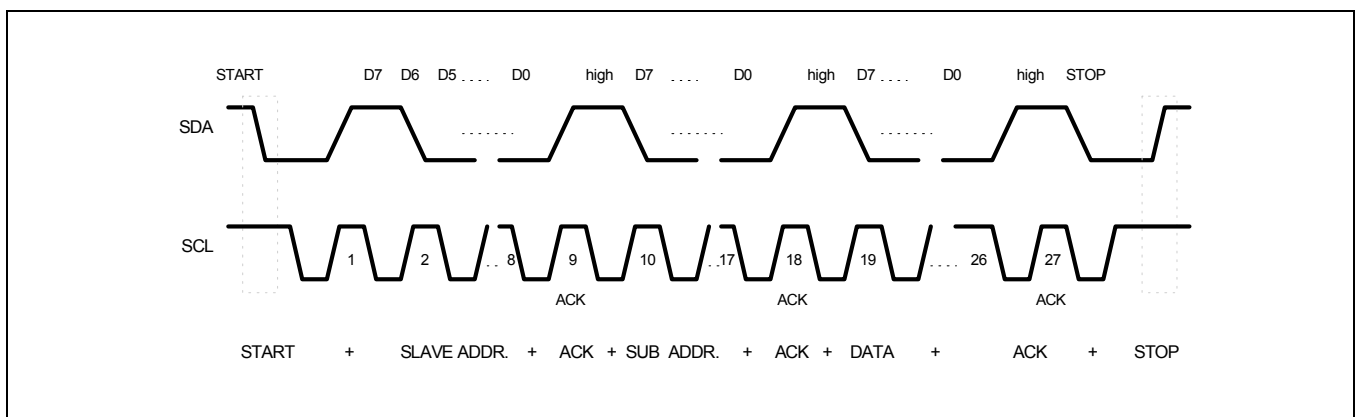 START D7 D6 D5 .... D0 high D7 .... D0 high D7 .... D0 high STOP
SDA ....... ....... .......
SCL 1 2 .. 8 9 10 ..17 18 19 .... 26 27
ACK ACK ACK
START + SLAVE ADDR. + ACK + SUB ADDR. + ACK + DATA + ACK + STOP